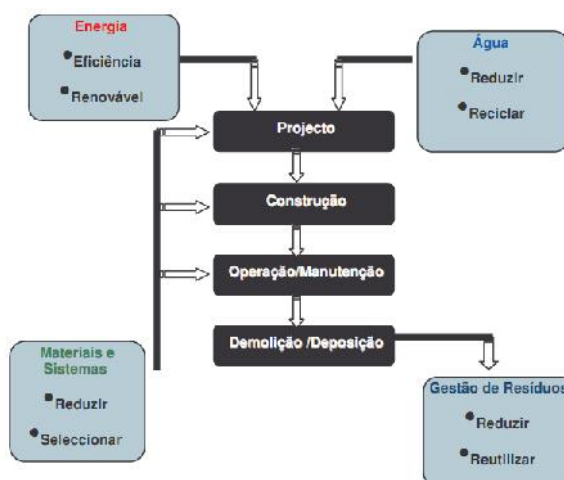 Energia
• Eficiência
• Renovável
Água
• Reduzir
• Reciclar
Projecto
Construção
Operação/Manutenção
Demolição /Deposição
Materiais e
Sistemas
• Reduzir
• Seleccionar
Gestão de Resíduos
• Reduzir
• Reutilizar